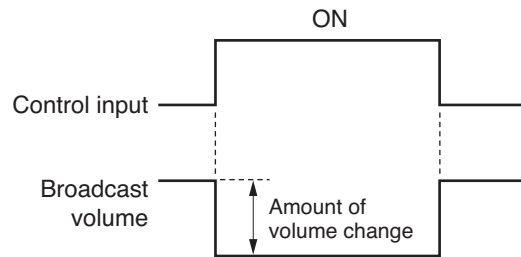 ON
Control input
Broadcast
volume
Amount of
volume change